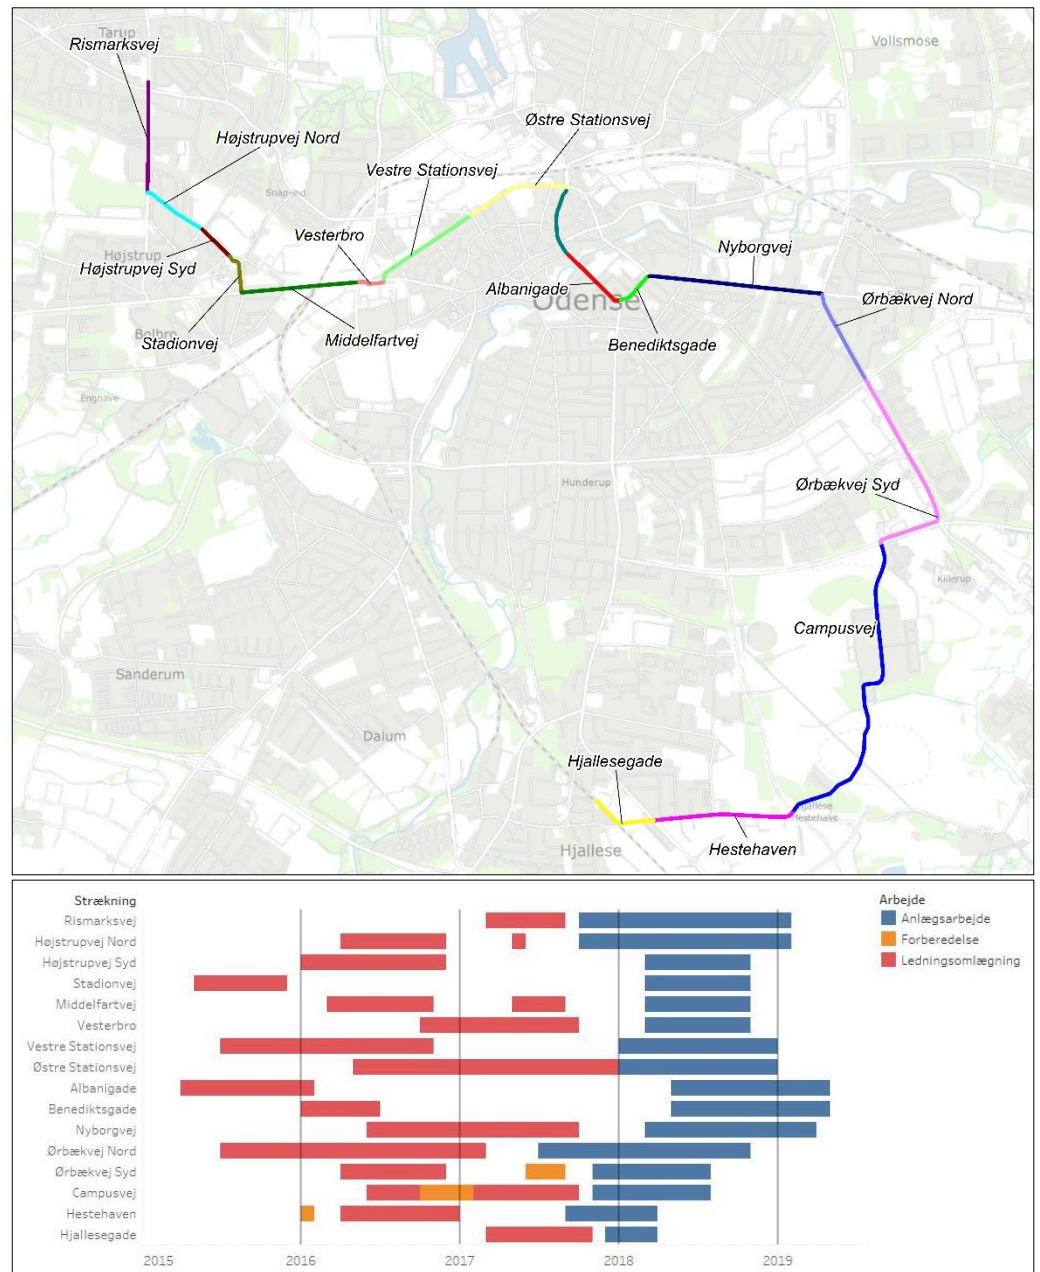 Tarup
Rismarksvej
Vollsmose
Østre Stationsvej
Højstrupvej Nord
Vestre Stationsvej
Snap-ind
Vesterbro
Nyborgvej
Højstrup
Højstrupvej Syd
Albanigade
Odense
Ørbækvej Nord
Bolbro
Stadionvej
Middelfartvej
Benediktsgade
Enghave
Hunderup
Ørbækvej Syd
Killerup
Campusvej
Sanderum
Dalum
Hjallesegade
Hjallese
Hestehave
Hjallese
Hestehaven
Strækning
Arbejde
Rismarksvej
Anlægsarbejde
Højstrupvej Nord
Forberedelse
Højstrupvej Syd
Ledningsomlægning
Stadionvej
Middelfartvej
Vesterbro
Vestre Stationsvej
Østre Stationsvej
Albanigade
Benediktsgade
Nyborgvej
Ørbækvej Nord
Ørbækvej Syd
Campusvej
Hestehaven
Hjallesegade
2015 2016 2017 2018 2019